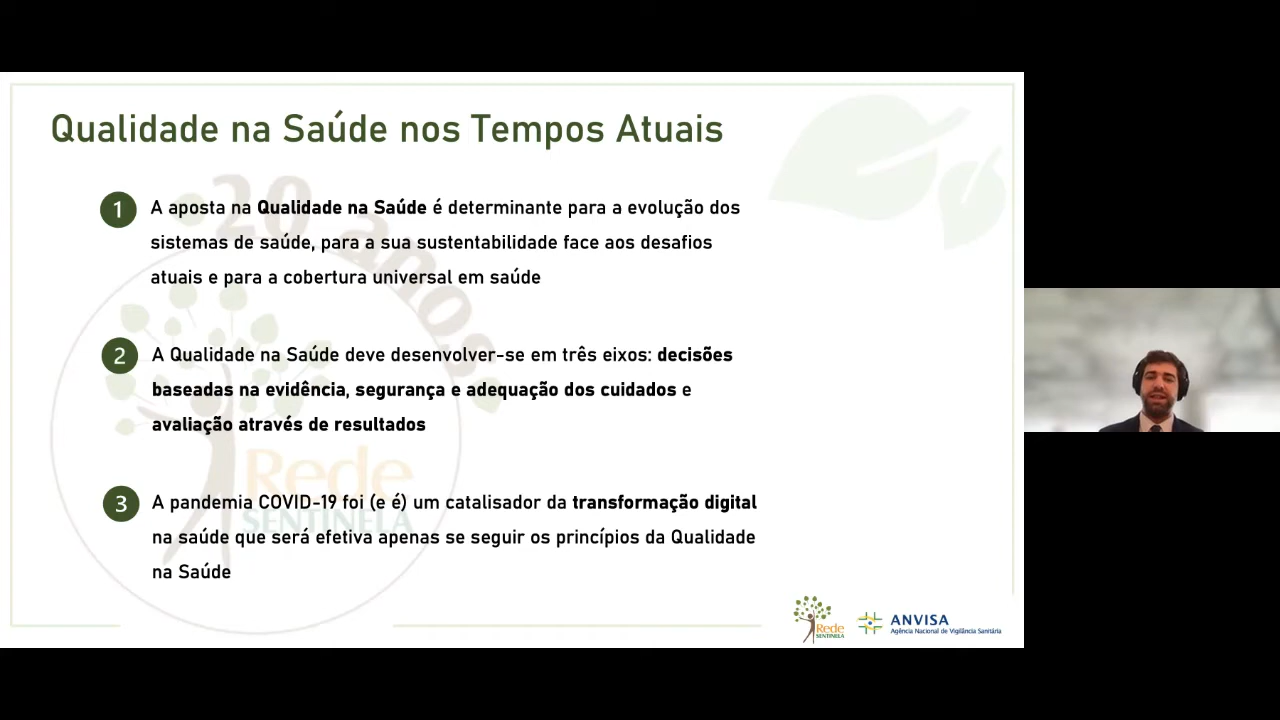 Qualidade na Saúde nos Tempos Atuais
20 anos
1
A aposta na Qualidade na Saúde é determinante para a evolução dos
sistemas de saúde, para a sua sustentabilidade face aos desafios
atuais e para a cobertura universal em saúde
2
A Qualidade na Saúde deve desenvolver-se em três eixos: decisões
baseadas na evidência, segurança e adequação dos cuidados e
avaliação através de resultados
Rede
SENTINELA
3
A pandemia COVID-19 foi (e é) um catalisador da transformação digital
na saúde que será efetiva apenas se seguir os princípios da Qualidade
na Saúde
Rede
SENTINELA
ANVISA
Agência Nacional de Vigilância Sanitária